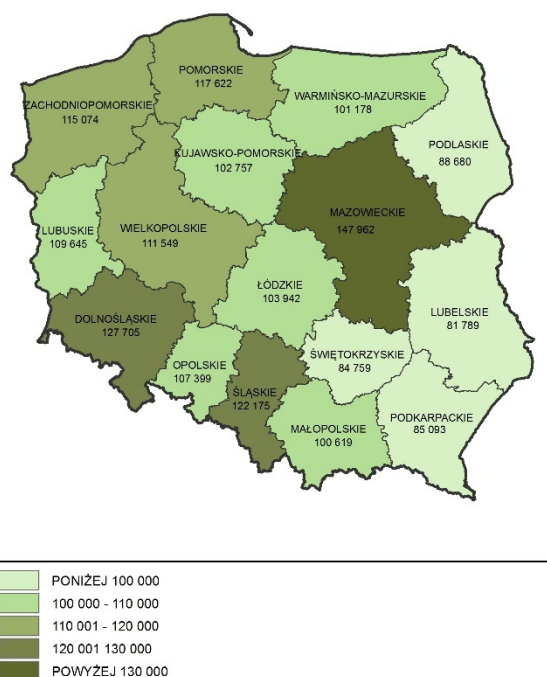 POMORSKIE
117 622
WARMIŃSKO-MAZURSKIE
101 178
ZACHODNIOPOMORSKIE
115 074
PODLASKIE
88 680
KUJAWSKO-POMORSKIE
102 757
MAZOWIECKIE
147 962
LUBUSKIE
109 645
WIELKOPOLSKIE
111 549
ŁÓDZKIE
103 942
LUBELSKIE
81 789
DOLNOŚLĄSKIE
127 705
ŚWIĘTOKRZYSKIE
84 759
OPOLSKIE
107 399
ŚLĄSKIE
122 175
PODKARPACKIE
85 093
MAŁOPOLSKIE
100 619
PONIŻEJ 100 000
100 000 - 110 000
110 001 - 120 000
120 001 130 000
POWYŻEJ 130 000